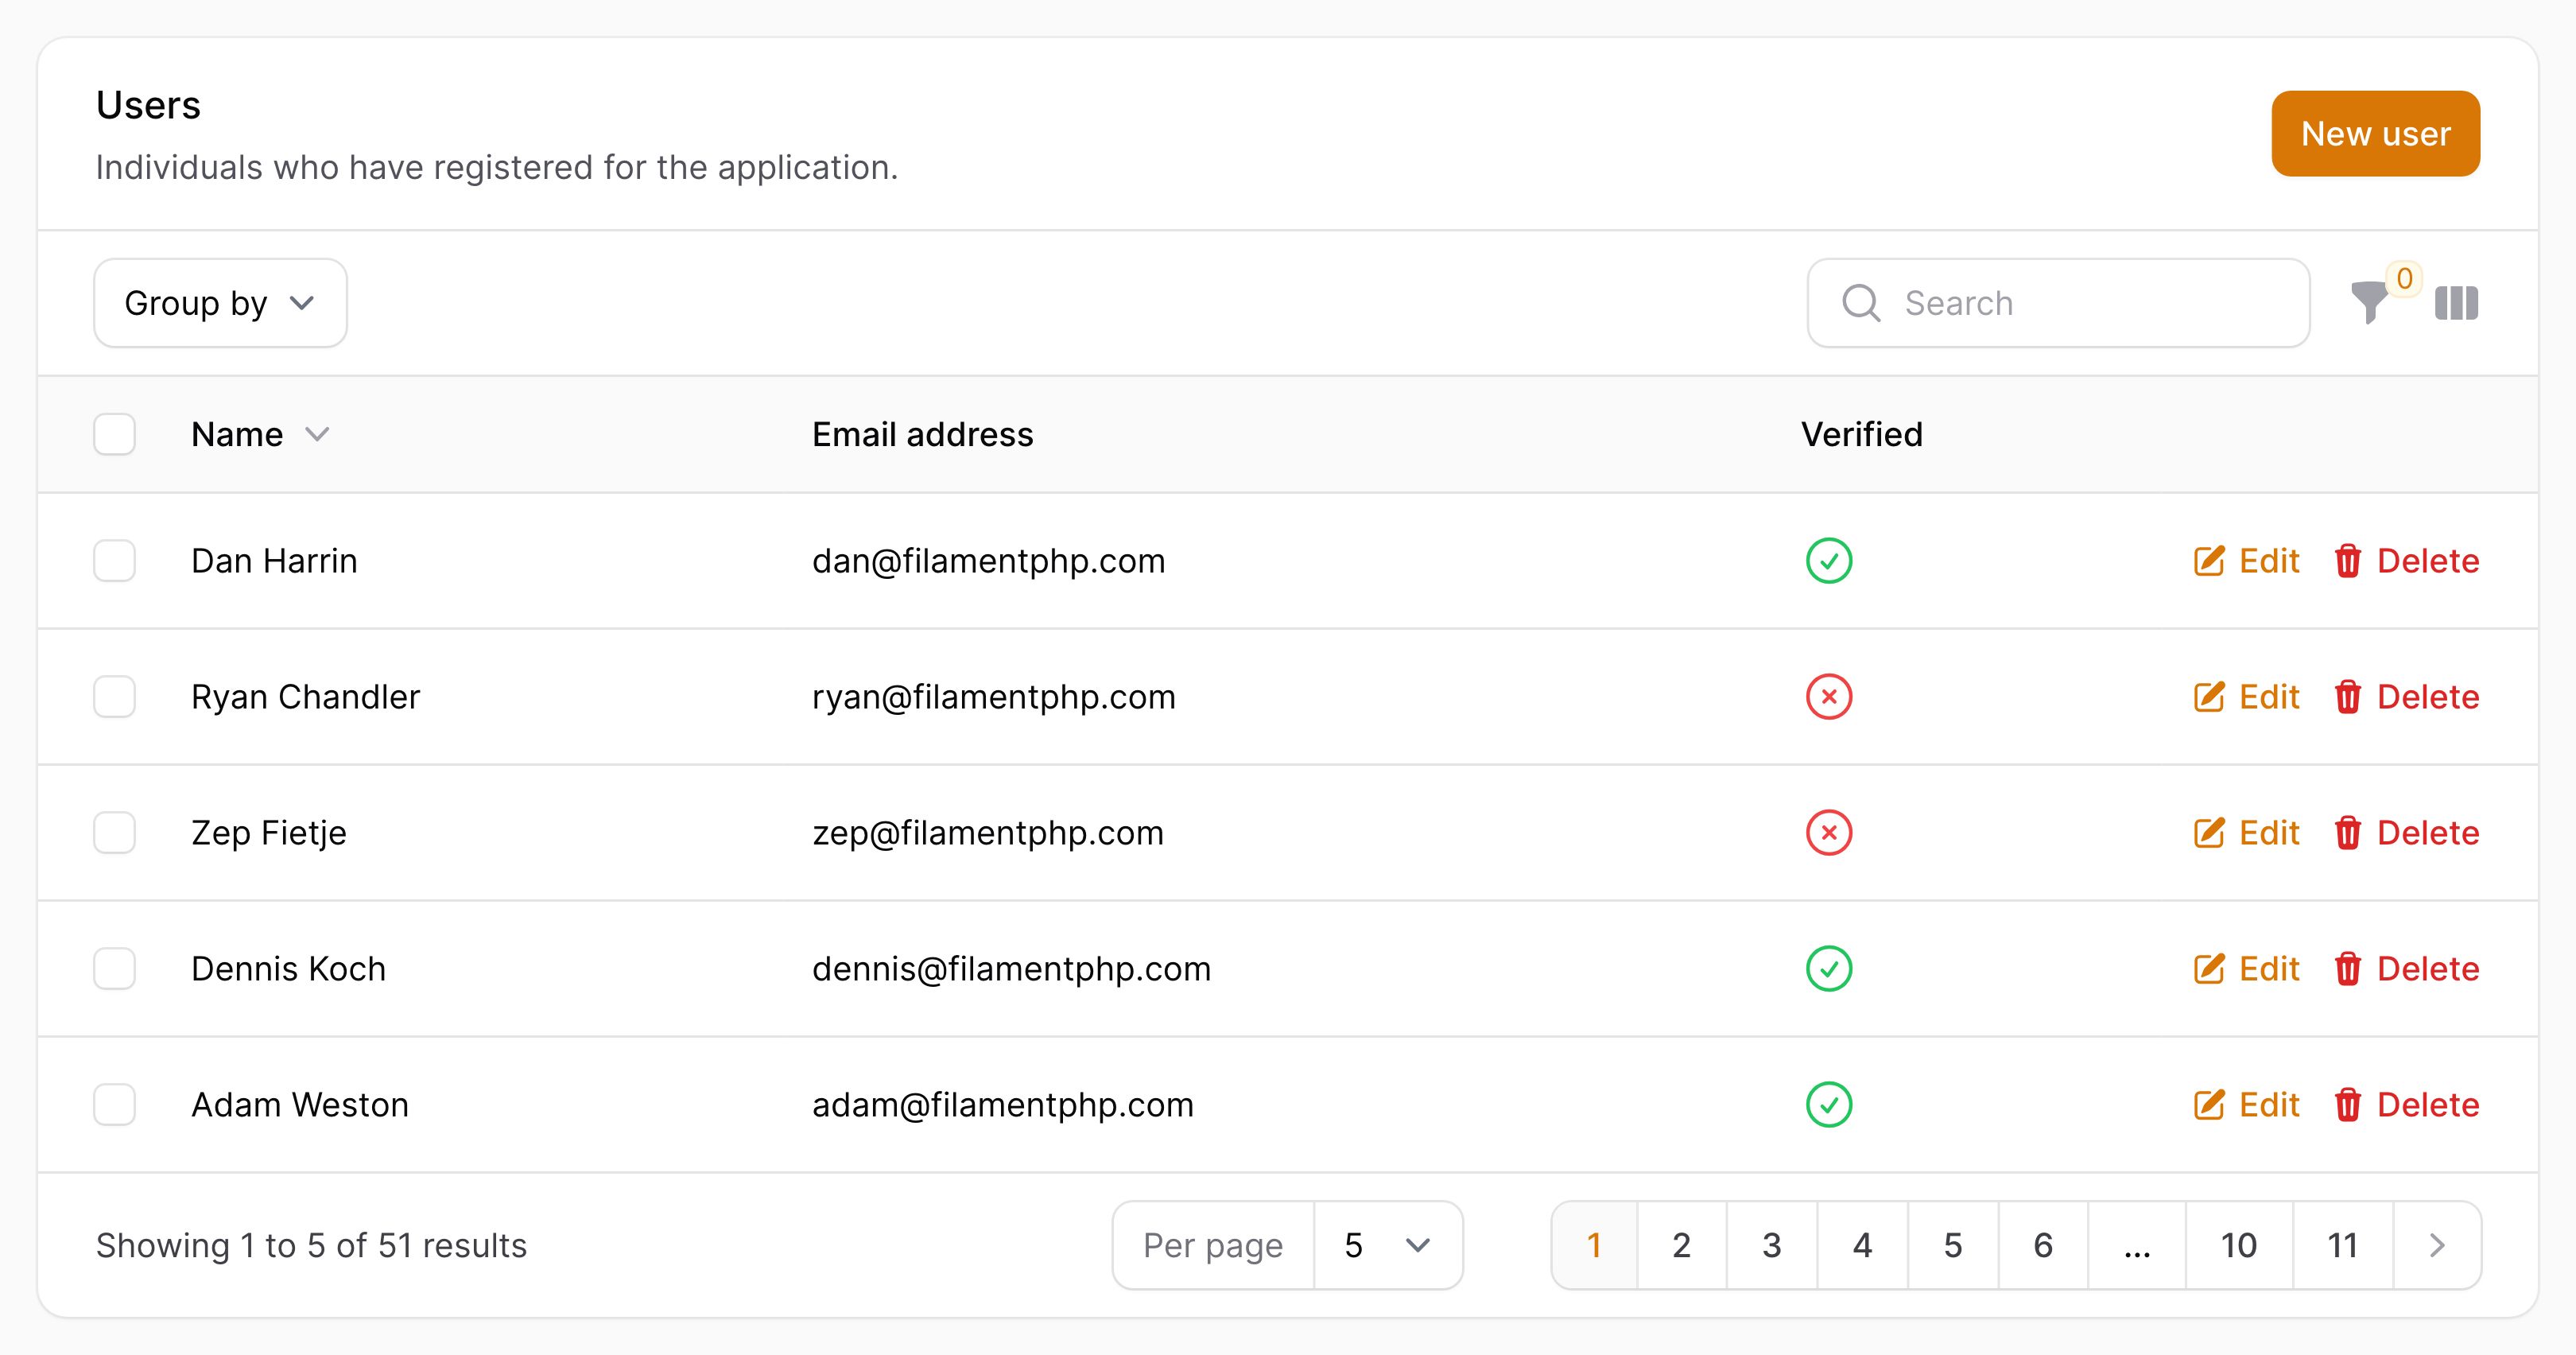 Users
Individuals who have registered for the application.
New user
Group by
Search
0
Name Email address Verified
Dan Harrin dan@filamentphp.com Edit Delete
Ryan Chandler ryan@filamentphp.com Edit Delete
Zep Fietje zep@filamentphp.com Edit Delete
Dennis Koch dennis@filamentphp.com Edit Delete
Adam Weston adam@filamentphp.com Edit Delete
Showing 1 to 5 of 51 results Per page 5 1 2 3 4 5 6 ... 10 11